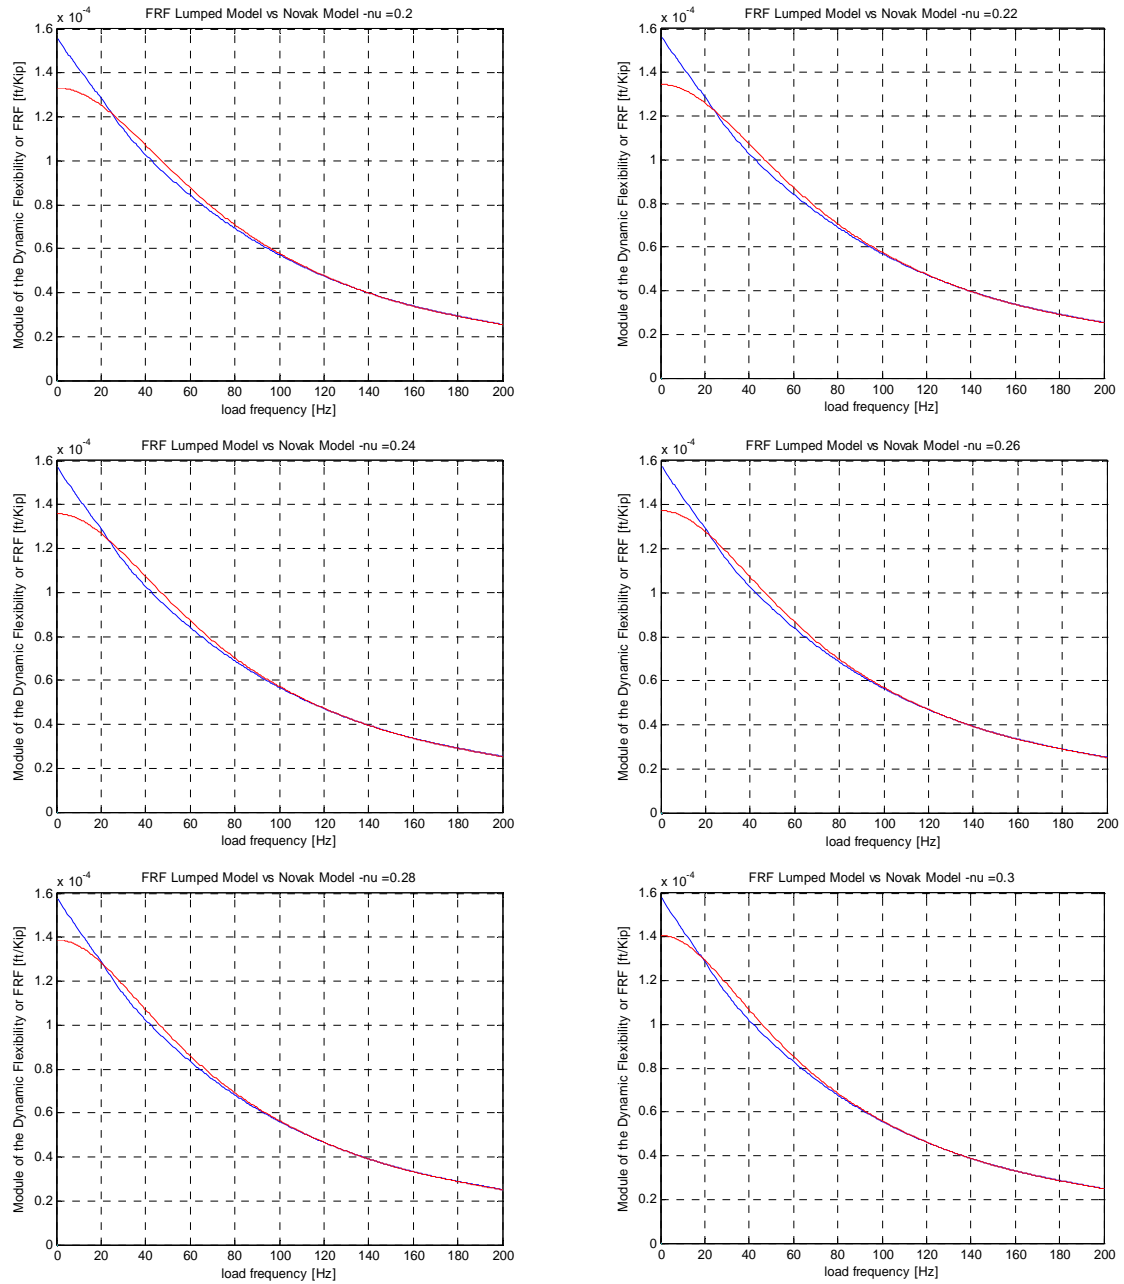 FRF Lumped Model vs Novak Model -nu =0.2
x 10-4
1.6
1.4
1.2
1
0.8
0.6
0.4
0.2
0
0 20 40 60 80 100 120 140 160 180 200
load frequency [Hz]
Module of the Dynamic Flexibility or FRF [ft/Kip]
FRF Lumped Model vs Novak Model -nu =0.22
x 10-4
1.6
1.4
1.2
1
0.8
0.6
0.4
0.2
0
0 20 40 60 80 100 120 140 160 180 200
load frequency [Hz]
Module of the Dynamic Flexibility or FRF [ft/Kip]
FRF Lumped Model vs Novak Model -nu =0.24
x 10-4
1.6
1.4
1.2
1
0.8
0.6
0.4
0.2
0
0 20 40 60 80 100 120 140 160 180 200
load frequency [Hz]
Module of the Dynamic Flexibility or FRF [ft/Kip]
FRF Lumped Model vs Novak Model -nu =0.26
x 10-4
1.6
1.4
1.2
1
0.8
0.6
0.4
0.2
0
0 20 40 60 80 100 120 140 160 180 200
load frequency [Hz]
Module of the Dynamic Flexibility or FRF [ft/Kip]
FRF Lumped Model vs Novak Model -nu =0.28
x 10-4
1.6
1.4
1.2
1
0.8
0.6
0.4
0.2
0
0 20 40 60 80 100 120 140 160 180 200
load frequency [Hz]
Module of the Dynamic Flexibility or FRF [ft/Kip]
FRF Lumped Model vs Novak Model -nu =0.3
x 10-4
1.6
1.4
1.2
1
0.8
0.6
0.4
0.2
0
0 20 40 60 80 100 120 140 160 180 200
load frequency [Hz]
Module of the Dynamic Flexibility or FRF [ft/Kip]